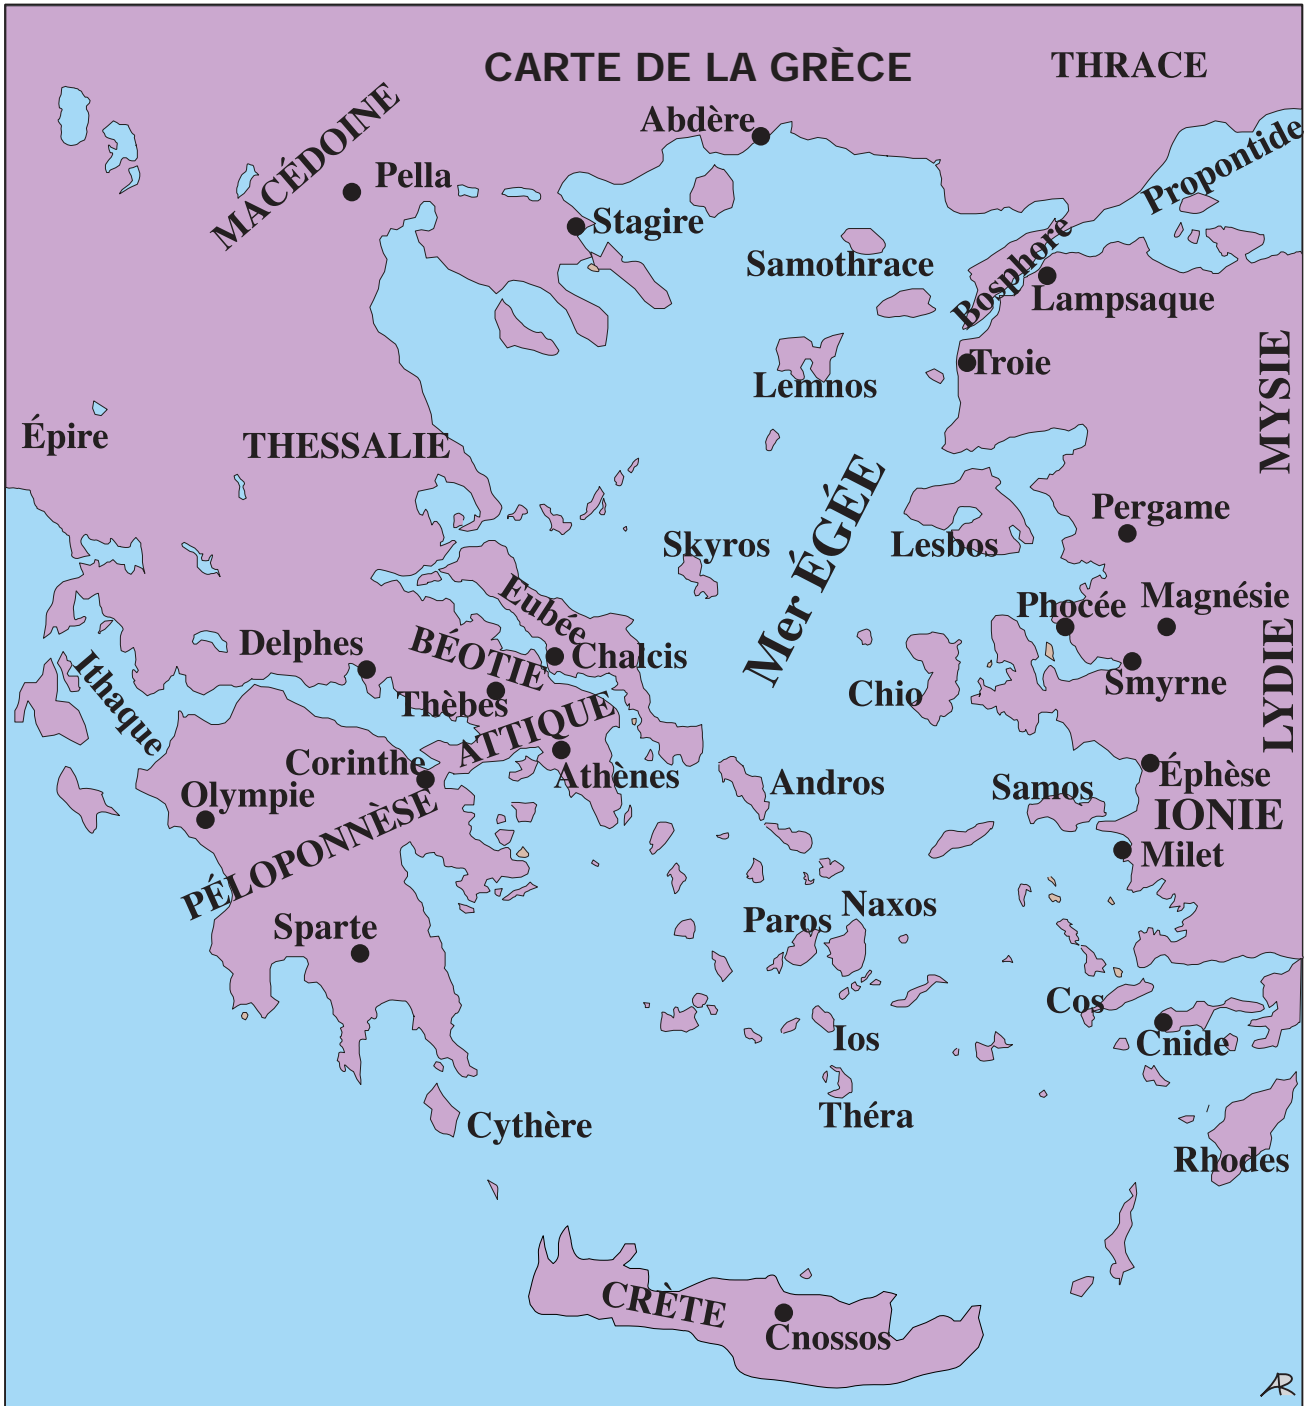 CARTE DE LA GRÈCE
THRACE
MACÉDOINE
Abdère
Propontide
Pella
Stagire
Samothrace
Bosphore
Lampsaque
Troie
Lemnos
MYSIE
Épire
THESSALIE
Mer ÉGÉE
Pergame
Skyros
Lesbos
Eubée
Phocée
Magnésie
Delphes
BÉOTIE
Chalcis
Ithaque
Thèbes
Chio
Smyrne
LYDIE
ATTIQUE
Corinthe
Athènes
Andros
Samos
Éphèse
Olympie
IONIE
PÉLOPONNÈSE
Milet
Sparte
Paros
Naxos
Cos
Ios
Cnide
Cythère
Théra
Rhodes
CRÈTE
Cnossos
AR